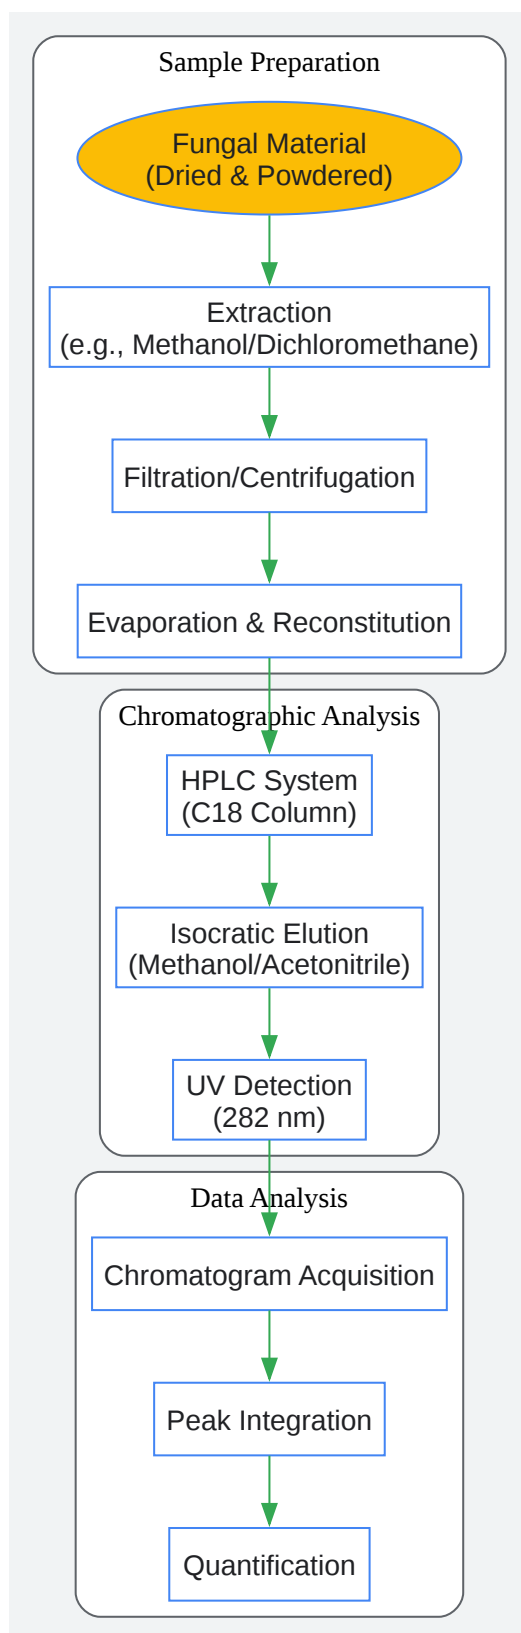 Sample Preparation
Fungal Material
(Dried & Powdered)
Extraction
(e.g., Methanol/Dichloromethane)
Filtration/Centrifugation
Evaporation & Reconstitution
Chromatographic Analysis
HPLC System
(C18 Column)
Isocratic Elution
(Methanol/Acetonitrile)
UV Detection
(282 nm)
Data Analysis
Chromatogram Acquisition
Peak Integration
Quantification